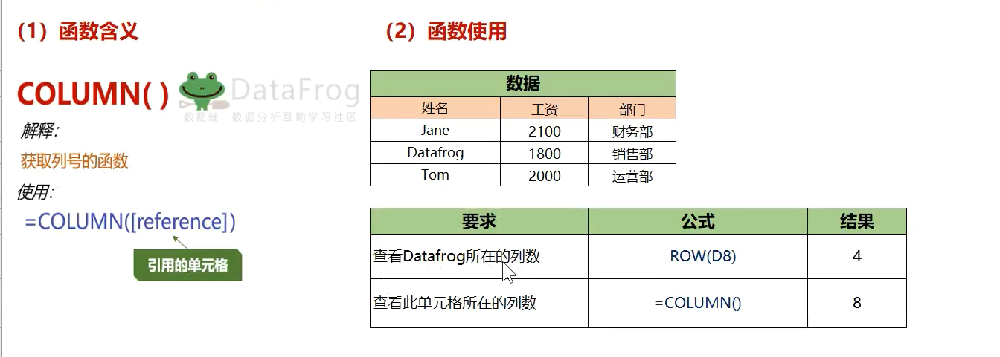 （1）函数含义
（2）函数使用
COLUMN( )
DataFrog
数据蛙 数据分析互助学习社区
解释：
获取列号的函数
使用：
=COLUMN([reference])
引用的单元格
数据
姓名 工资 部门
Jane 2100 财务部
Datafrog 1800 销售部
Tom 2000 运营部
要求 公式 结果
查看Datafrog所在的列数 =ROW(D8) 4
查看此单元格所在的列数 =COLUMN() 8